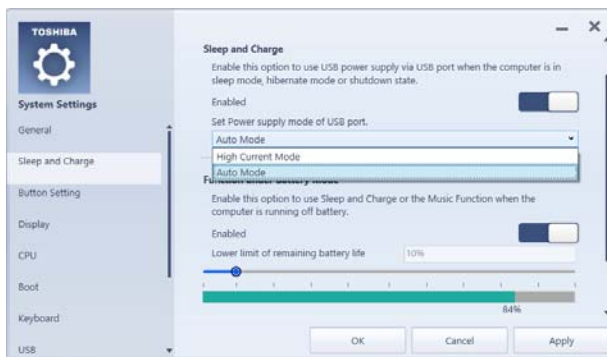 TOSHIBA
System Settings
General
Sleep and Charge
Button Setting
Display
CPU
Boot
Keyboard
USB
Sleep and Charge
Enable this option to use USB power supply via USB port when the computer is in
sleep mode, hibernate mode or shutdown state.
Enabled
Set Power supply mode of USB port.
Auto Mode
High Current Mode
Auto Mode
Function under Battery Mode
Enable this option to use Sleep and Charge or the Music Function when the
computer is running off battery.
Enabled
Lower limit of remaining battery life
10%
84%
OK
Cancel
Apply